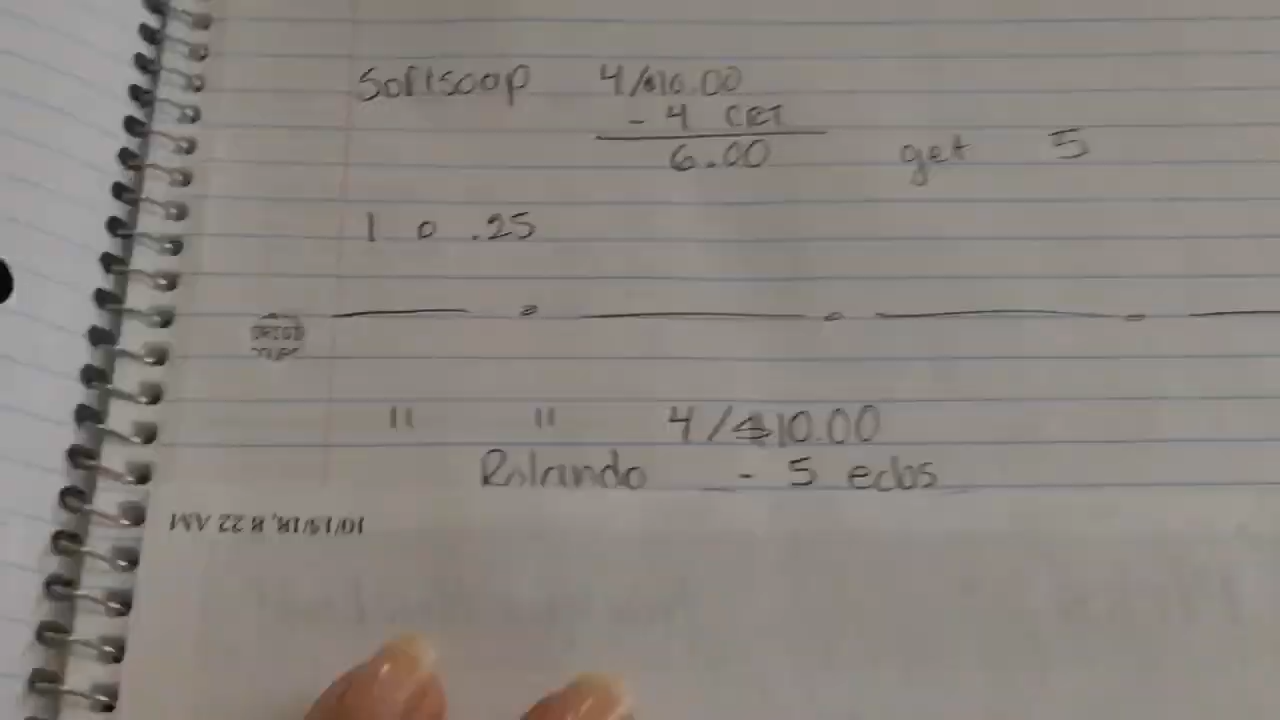 Softsoap 4/$10.00
- 4 CRT
6.00 get 5
1 o .25
" " 4/$10.00
Rolando - 5 ecbs
10/19/18, 8 22 AM